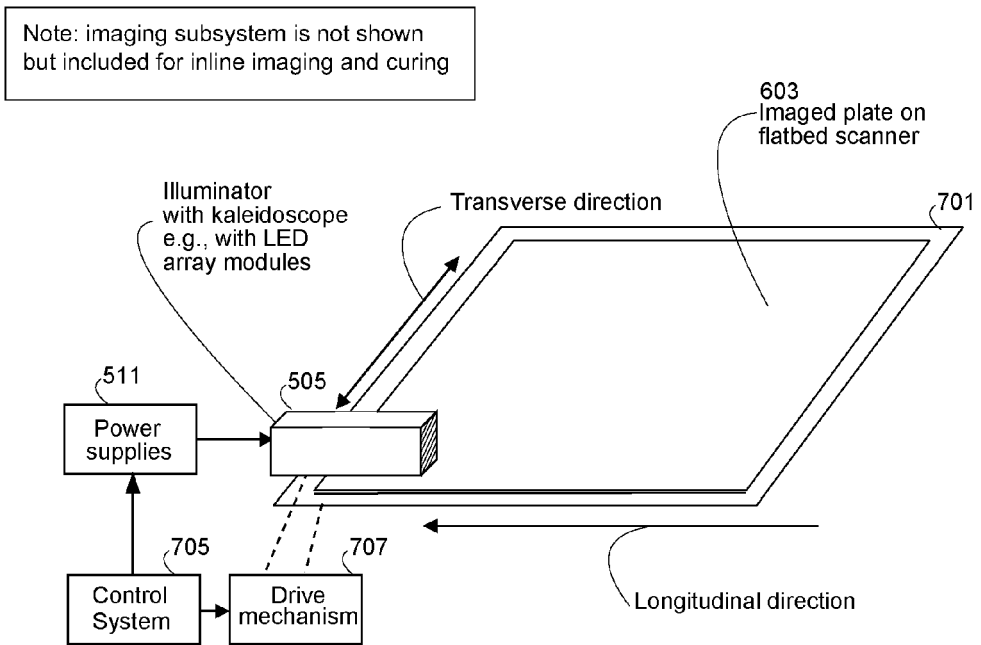 Note: imaging subsystem is not shown
but included for inline imaging and curing
603
Imaged plate on
flatbed scanner
Illuminator
with kaleidoscope
e.g., with LED
array modules
Transverse direction
701
511
505
Power
supplies
705
707
Control
System
Drive
mechanism
Longitudinal direction